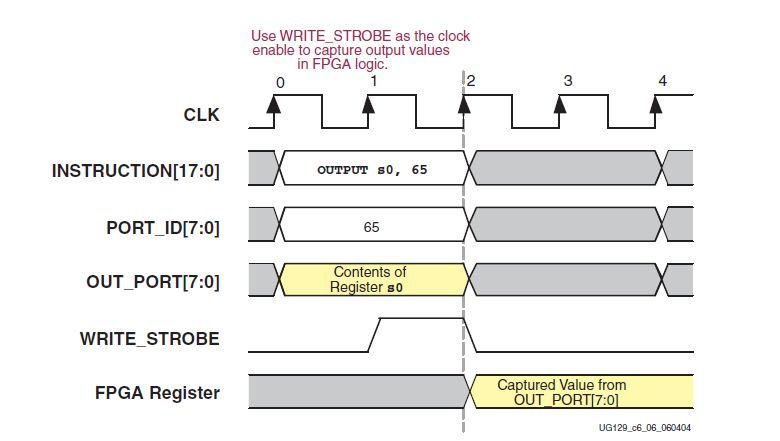 Use WRITE_STROBE as the clock
enable to capture output values
in FPGA logic.
0 1 2 3 4
CLK
INSTRUCTION[17:0] OUTPUT s0, 65
PORT_ID[7:0] 65
OUT_PORT[7:0] Contents of
Register s0
WRITE_STROBE
FPGA Register Captured Value from
OUT_PORT[7:0]
UG129_c6_06_060404